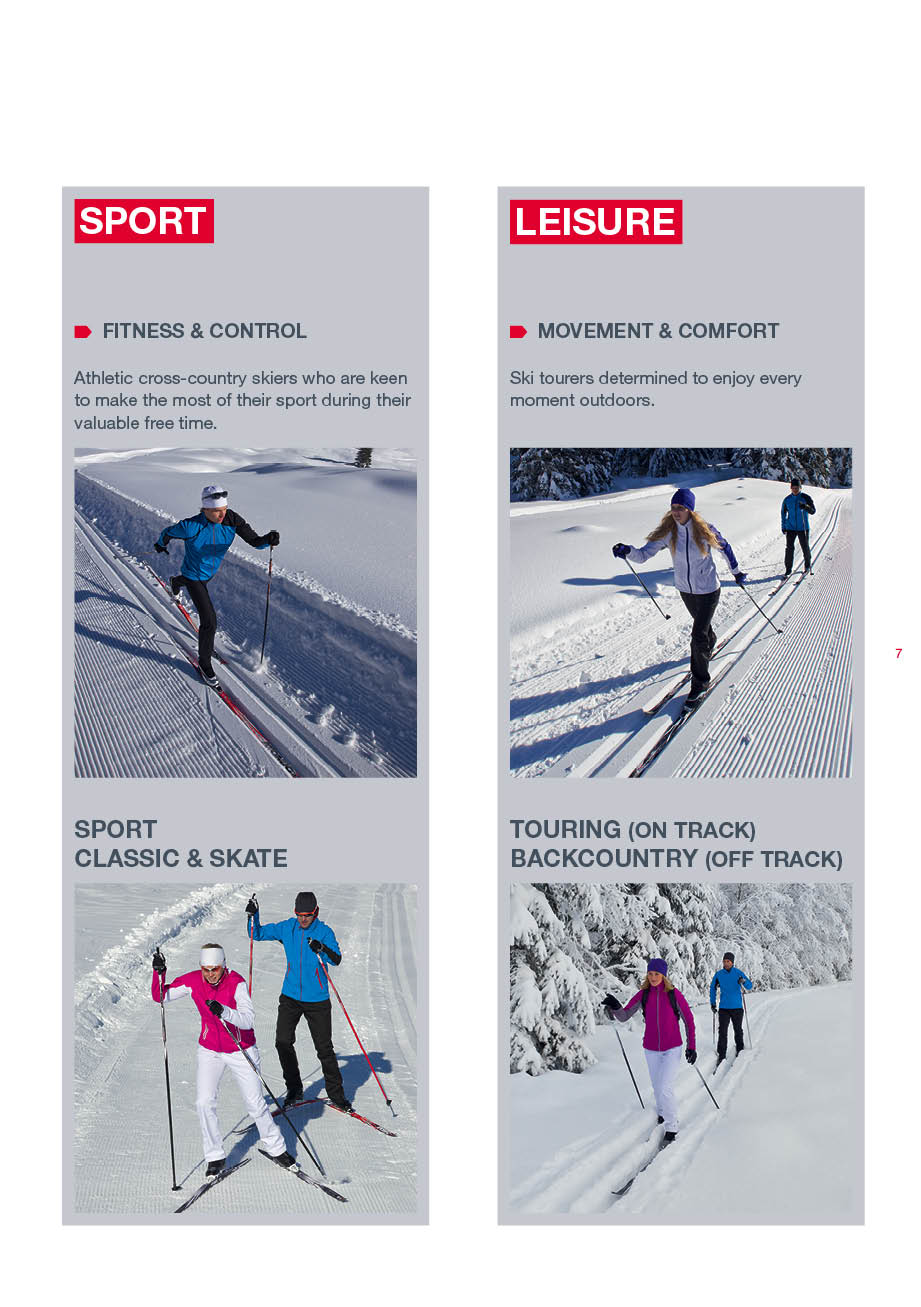 SPORT
FITNESS & CONTROL
Athletic cross-country skiers who are keen
to make the most of their sport during their
valuable free time.
SPORT
CLASSIC & SKATE
LEISURE
MOVEMENT & COMFORT
Ski tourers determined to enjoy every
moment outdoors.
TOURING (ON TRACK)
BACKCOUNTRY (OFF TRACK)
7